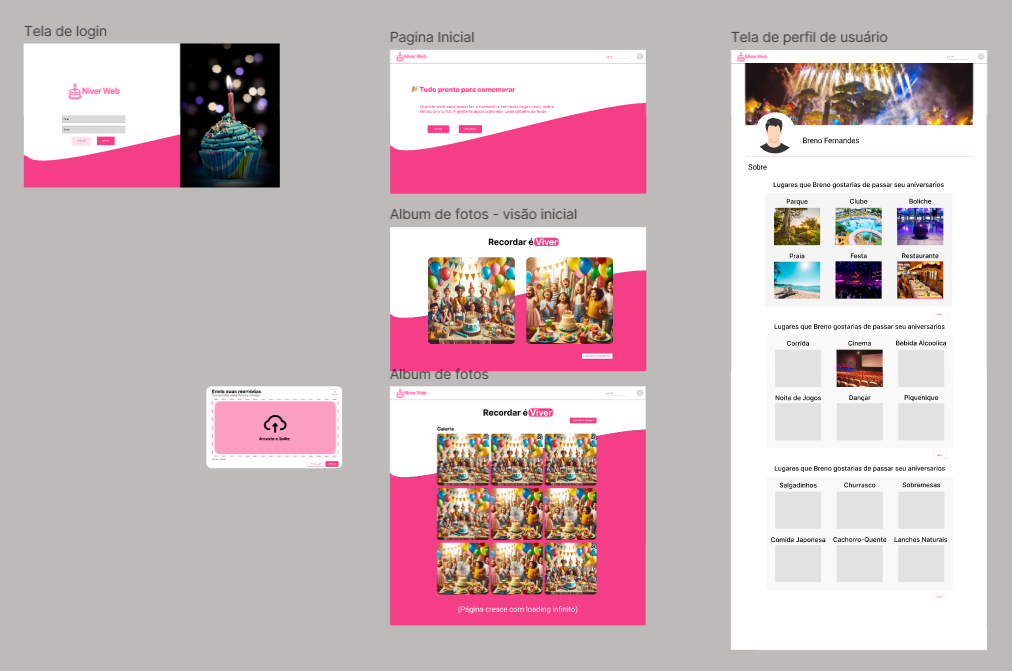 Tela de login
Niver Web
Pagina Inicial
Niver Web
Tudo pronto para comemorar
Album de fotos - visão inicial
Recordar é Viver
Album de fotos
Niver Web
Recordar é Viver
Galeria
(Página cresce com loading infinito)
Envie suas memórias
Arraste e Solte
Tela de perfil de usuário
Niver Web
Breno Fernandes
Sobre
Lugares que Breno gostarias de passar seu aniversarios
Parque Clube Boliche
Praia Festa Restaurante
Lugares que Breno gostarias de passar seu aniversarios
Corrida Cinema Bebida Alcoolica
Noite de Jogos Dançar Piquenique
Lugares que Breno gostarias de passar seu aniversarios
Salgadinhos Churrasco Sobremesas
Comida Japonesa Cachorro-Quente Lanches Naturais